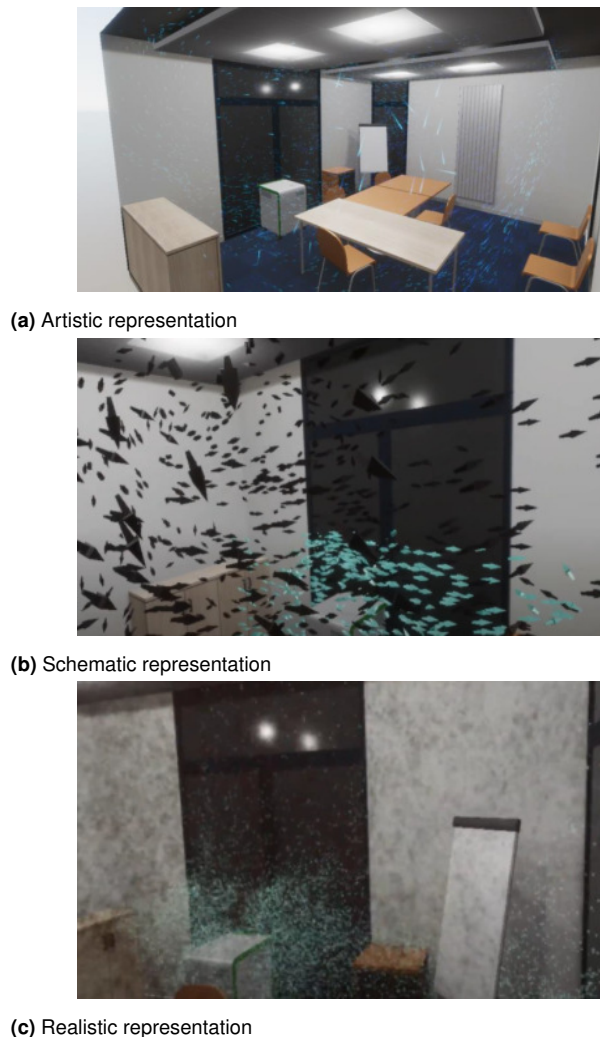 (a) Artistic representation
(b) Schematic representation
(c) Realistic representation